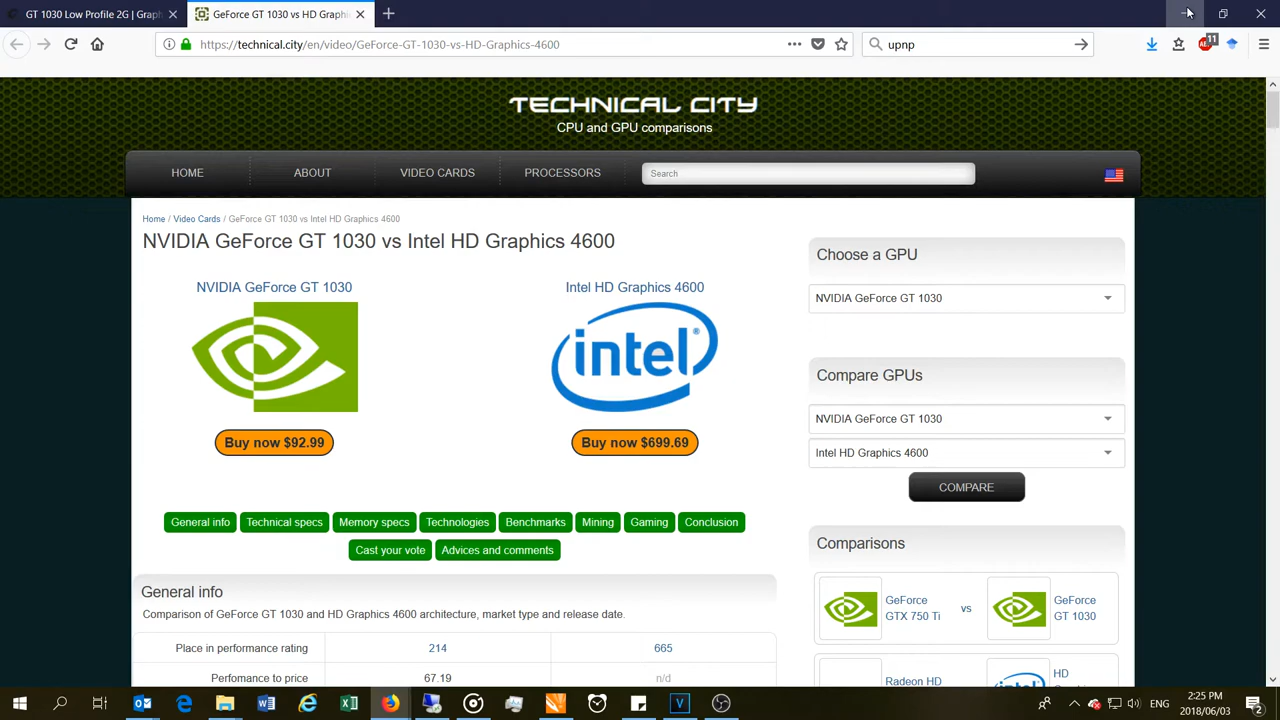 GT 1030 Low Profile 2G | Graph
GeForce GT 1030 vs HD Graphi
https://technical.city/en/video/GeForce-GT-1030-vs-HD-Graphics-4600
upnp
11
TECHNICAL CITY
CPU and GPU comparisons
HOME
ABOUT
VIDEO CARDS
PROCESSORS
Search
Home / Video Cards / GeForce GT 1030 vs Intel HD Graphics 4600
NVIDIA GeForce GT 1030 vs Intel HD Graphics 4600
NVIDIA GeForce GT 1030
Intel HD Graphics 4600
intel
Buy now $92.99
Buy now $699.69
General info
Technical specs
Memory specs
Technologies
Benchmarks
Mining
Gaming
Conclusion
Cast your vote
Advices and comments
General info
Comparison of GeForce GT 1030 and HD Graphics 4600 architecture, market type and release date.
Place in performance rating
214
665
Perfomance to price
67.19
n/d
Choose a GPU
NVIDIA GeForce GT 1030
Compare GPUs
NVIDIA GeForce GT 1030
Intel HD Graphics 4600
COMPARE
Comparisons
GeForce
GTX 750 Ti
vs
GeForce
GT 1030
Radeon HD
HD
2:25 PM
2018/06/03
2